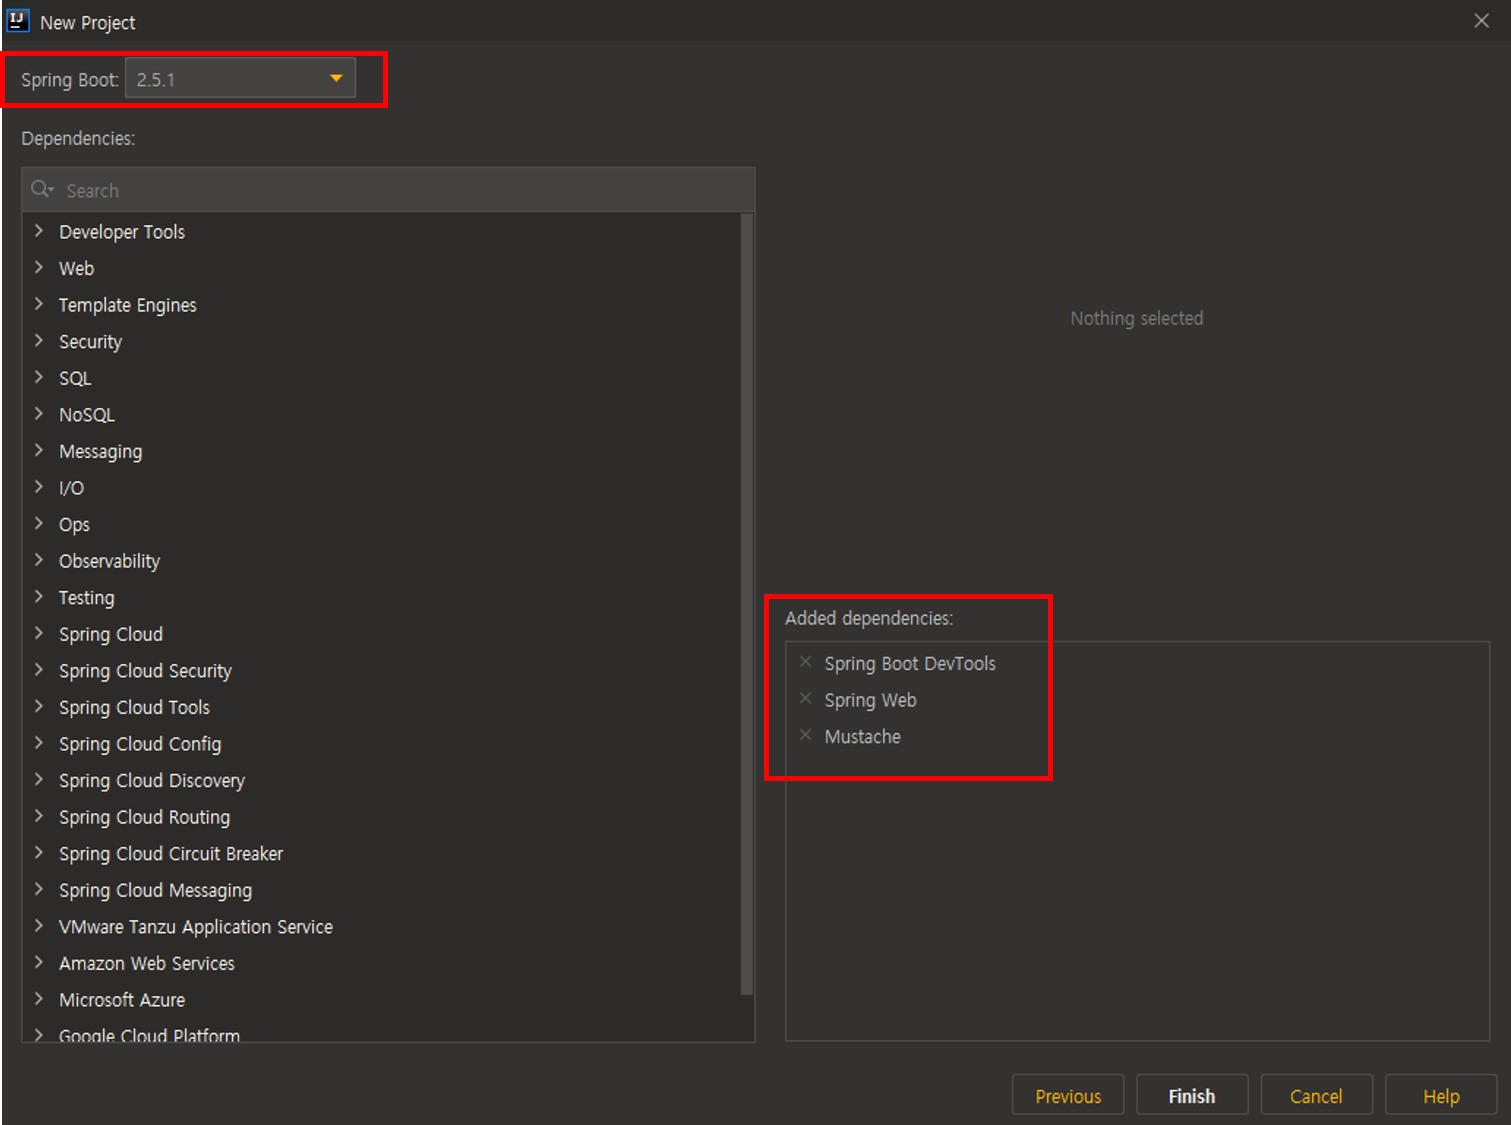 IJ New Project
Spring Boot: 2.5.1
Dependencies:
Search
Developer Tools
Web
Template Engines
Security
SQL
NoSQL
Messaging
I/O
Ops
Observability
Testing
Spring Cloud
Spring Cloud Security
Spring Cloud Tools
Spring Cloud Config
Spring Cloud Discovery
Spring Cloud Routing
Spring Cloud Circuit Breaker
Spring Cloud Messaging
VMware Tanzu Application Service
Amazon Web Services
Microsoft Azure
Google Cloud Platform
Nothing selected
Added dependencies:
Spring Boot DevTools
Spring Web
Mustache
Previous Finish Cancel Help